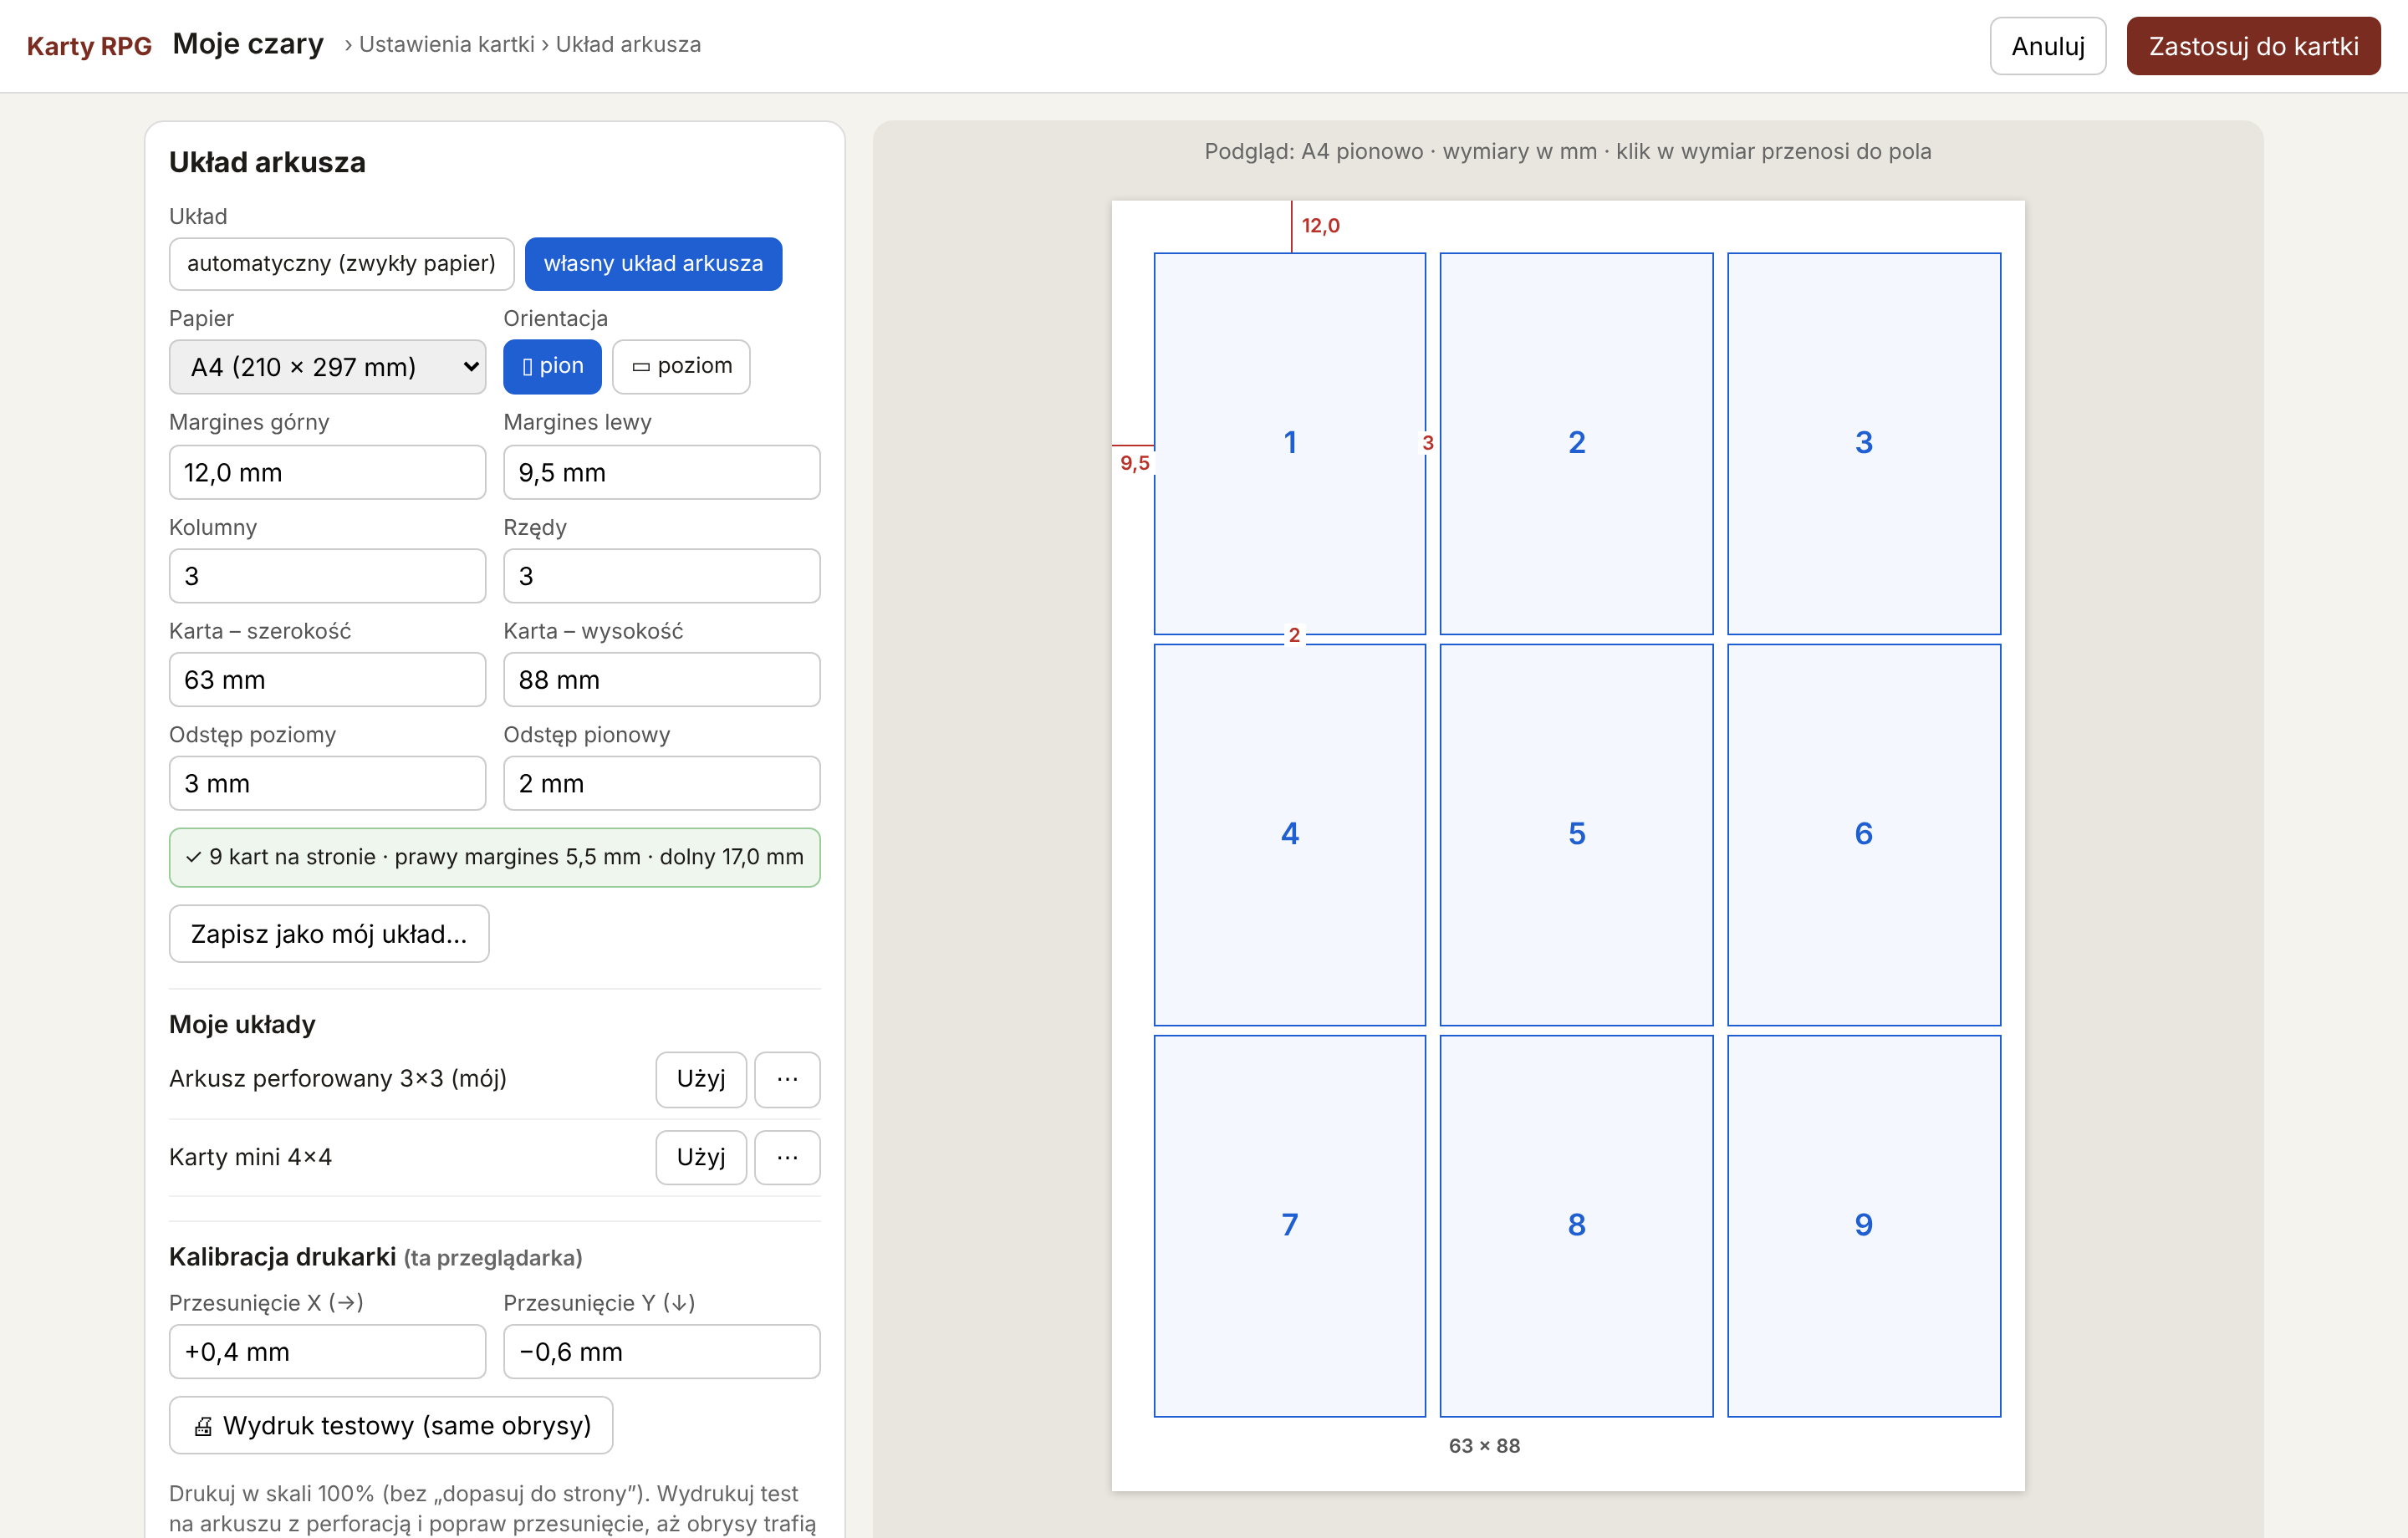 Karty RPG Moje czary › Ustawienia kartki › Układ arkusza Anuluj Zastosuj do kartki
Układ arkusza
Układ
automatyczny (zwykły papier) własny układ arkusza
Papier Orientacja
A4 (210 × 297 mm) ▯ pion ▭ poziom
Margines górny Margines lewy
12,0 mm 9,5 mm
Kolumny Rzędy
3 3
Karta – szerokość Karta – wysokość
63 mm 88 mm
Odstęp poziomy Odstęp pionowy
3 mm 2 mm
✓ 9 kart na stronie · prawy margines 5,5 mm · dolny 17,0 mm
Zapisz jako mój układ…
Moje układy
Arkusz perforowany 3×3 (mój) Użyj ⋯
Karty mini 4×4 Użyj ⋯
Kalibracja drukarki (ta przeglądarka)
Przesunięcie X (→) Przesunięcie Y (↓)
+0,4 mm −0,6 mm
🖨 Wydruk testowy (same obrysy)
Drukuj w skali 100% (bez „dopasuj do strony”). Wydrukuj test
na arkuszu z perforacją i popraw przesunięcie, aż obrysy trafią
Podgląd: A4 pionowo · wymiary w mm · klik w wymiar przenosi do pola
12,0
1 3 2 3
9,5
2
4 5 6
7 8 9
63 × 88